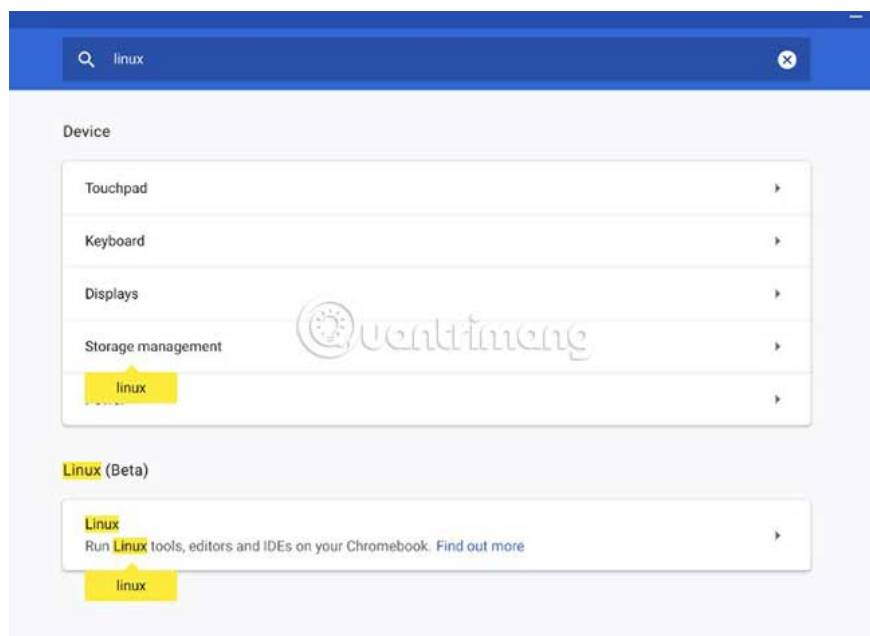 linux
Device
Touchpad
Keyboard
Displays
Quantrimang
Storage management
linux
Linux (Beta)
Linux
Run Linux tools, editors and IDEs on your Chromebook. Find out more
linux